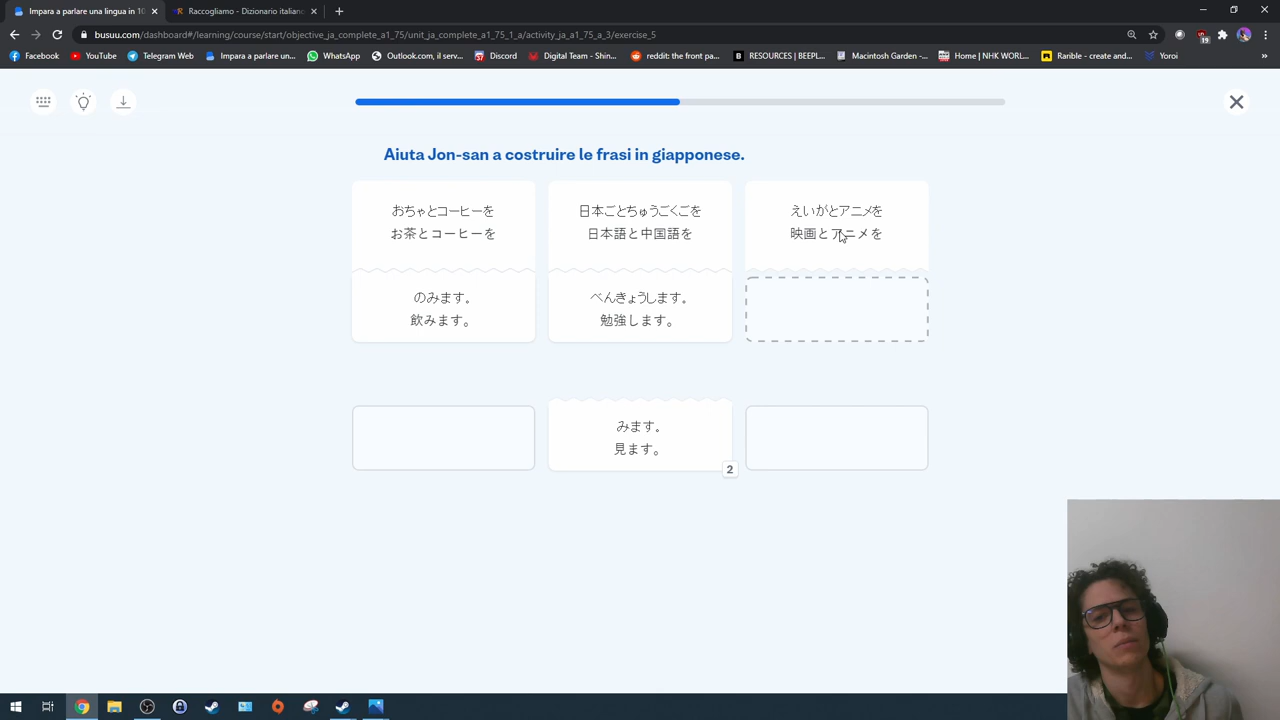 Impara a parlare una lingua in 10
Raccogliamo - Dizionario italiano
busuu.com/dashboard#/learning/course/start/objective_ja_complete_a1_75/unit_ja_complete_a1_75_1_a/activity_ja_a1_75_a_3/exercise_5
19
Facebook
YouTube
Telegram Web
Impara a parlare un...
WhatsApp
Outlook.com, il serv...
Discord
Digital Team - Shin...
reddit: the front pa...
RESOURCES | BEEPL...
Macintosh Garden -...
Home | NHK WORL...
Rarible - create and...
Yoroi
»
Aiuta Jon-san a costruire le frasi in giapponese.
おちゃとコーヒーを
お茶とコーヒーを
のみます。
飲みます。
日本ごとちゅうごくごを
日本語と中国語を
べんきょうします。
勉強します。
えいがとアニメを
映画とアニメを
みます。
見ます。
2